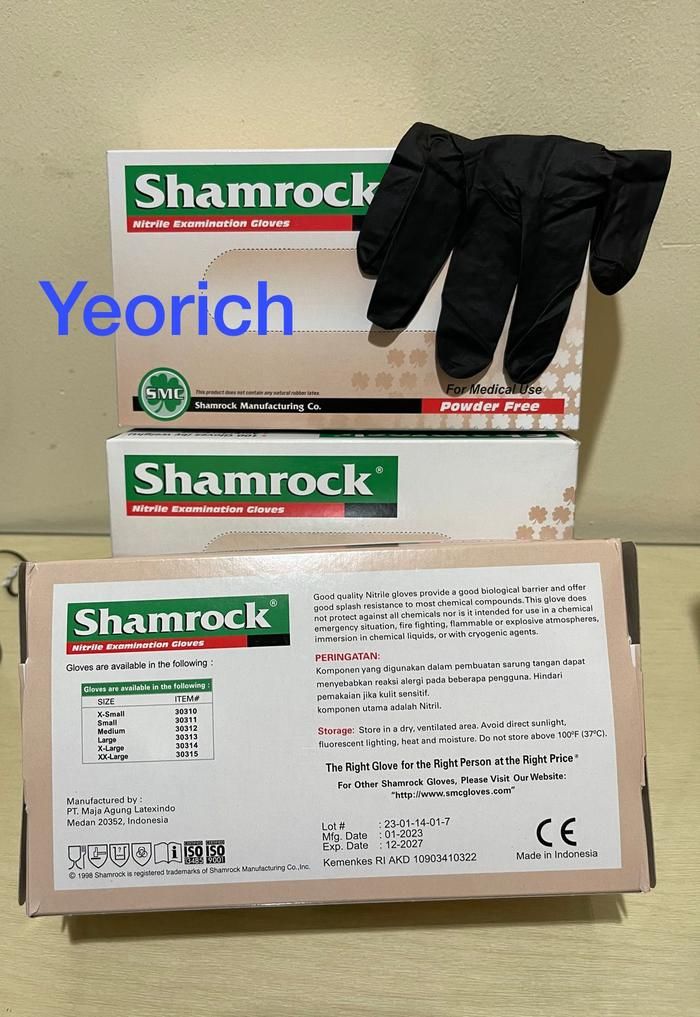 Shamrock
Nitrile Examination Gloves
Yeorich
SMC
This product does not contain any natural rubber latex.
Shamrock Manufacturing Co.
For Medical Use
Powder Free
Shamrock®
Nitrile Examination Gloves
Shamrock®
Nitrile Examination Gloves
Gloves are available in the following :
Gloves are available in the following :
SIZE ITEM#
X-Small 30310
Small 30311
Medium 30312
Large 30313
X-Large 30314
XX-Large 30315
Manufactured by :
PT. Maja Agung Latexindo
Medan 20352, Indonesia
ISO 13485 ISO 9001
© 1998 Shamrock is registered trademarks of Shamrock Manufacturing Co.,Inc.
Good quality Nitrile gloves provide a good biological barrier and offer
good splash resistance to most chemical compounds. This glove does
not protect against all chemicals nor is it intended for use in a chemical
emergency situation, fire fighting, flammable or explosive atmospheres,
immersion in chemical liquids, or with cryogenic agents.
PERINGATAN:
Komponen yang digunakan dalam pembuatan sarung tangan dapat
menyebabkan reaksi alergi pada beberapa pengguna. Hindari
pemakaian jika kulit sensitif.
komponen utama adalah Nitril.
Storage: Store in a dry, ventilated area. Avoid direct sunlight,
fluorescent lighting, heat and moisture. Do not store above 100ºF (37ºC).
The Right Glove for the Right Person at the Right Price®
For Other Shamrock Gloves, Please Visit Our Website:
"http://www.smcgloves.com"
Lot # : 23-01-14-01-7
Mfg. Date : 01-2023
Exp. Date : 12-2027
Kemenkes RI AKD 10903410322
CE
Made in Indonesia